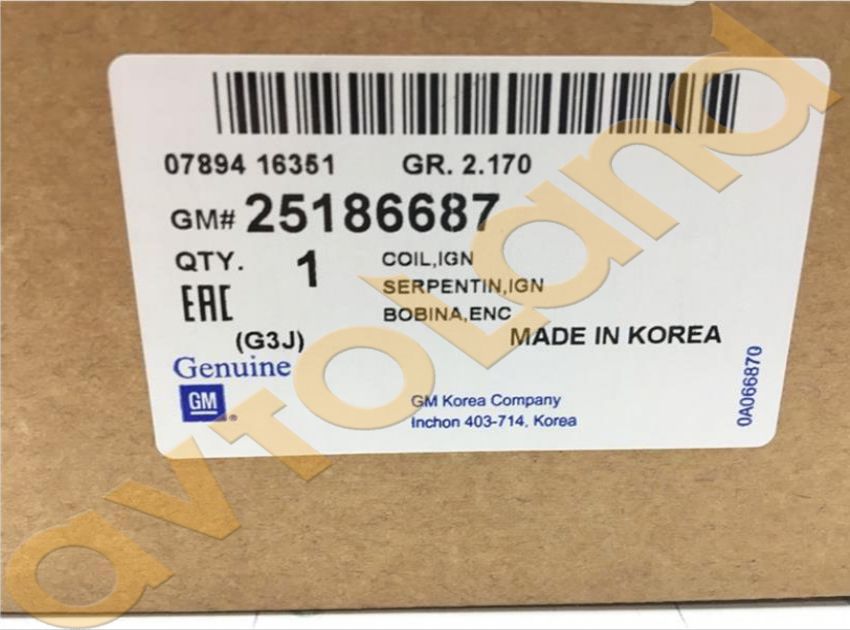 07894 16351 GR. 2.170
GM# 25186687
QTY. 1 COIL,IGN
SERPENTIN,IGN
EAC BOBINA,ENC
(G3J) MADE IN KOREA
Genuine
GM ®
GM Korea Company
Inchon 403-714, Korea
0A066870
avtoland